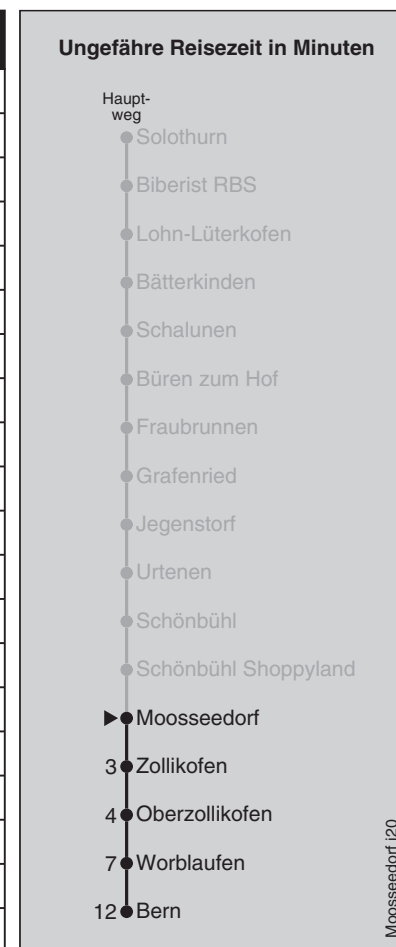 Ungefähre Reisezeit in Minuten
Haupt-
weg
Solothurn
Biberist RBS
Lohn-Lüterkofen
Bätterkinden
Schalunen
Büren zum Hof
Fraubrunnen
Grafenried
Jegenstorf
Urtenen
Schönbühl
Schönbühl Shoppyland
Moosseedorf
3 Zollikofen
4 Oberzollikofen
7 Worblaufen
12 Bern
Moosseedorf j20